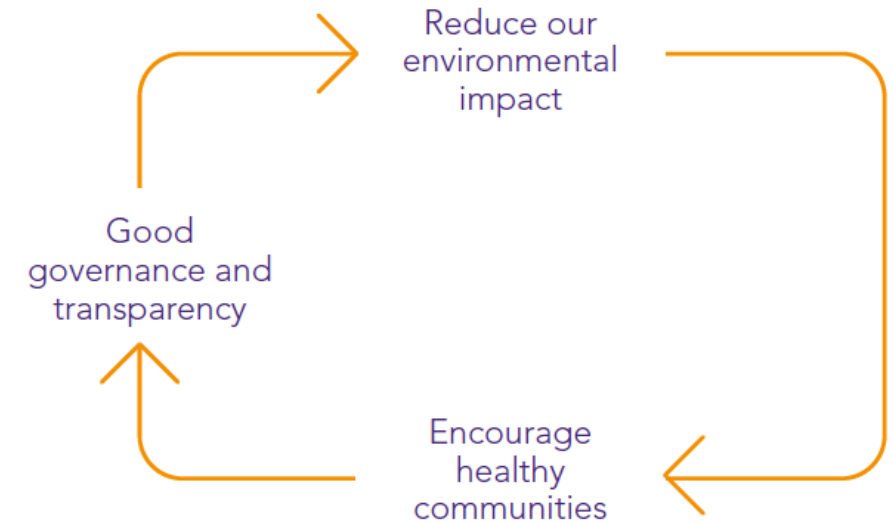 Reduce our
environmental
impact
Good
governance and
transparency
Encourage
healthy
communities